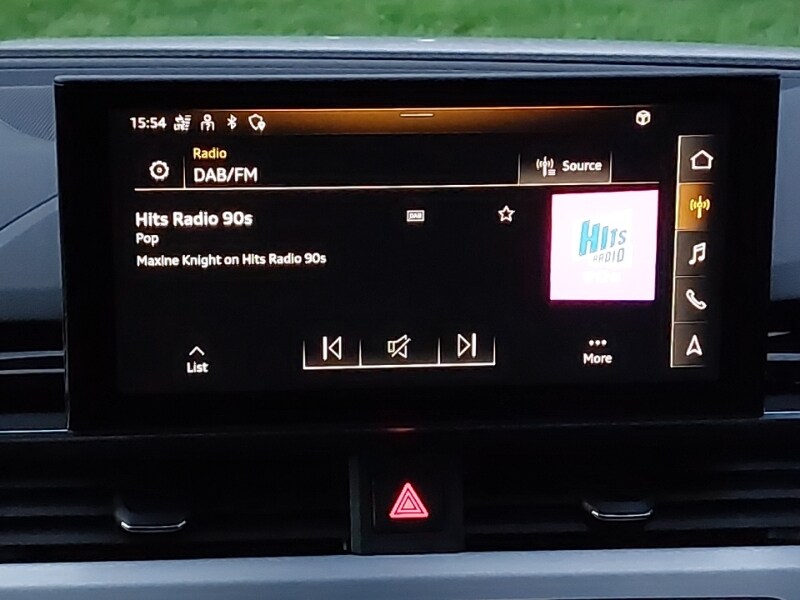 15:54
Radio
DAB/FM
Source
Hits Radio 90s
DAB
Pop
Maxine Knight on Hits Radio 90s
HITS
RADIO
List
More